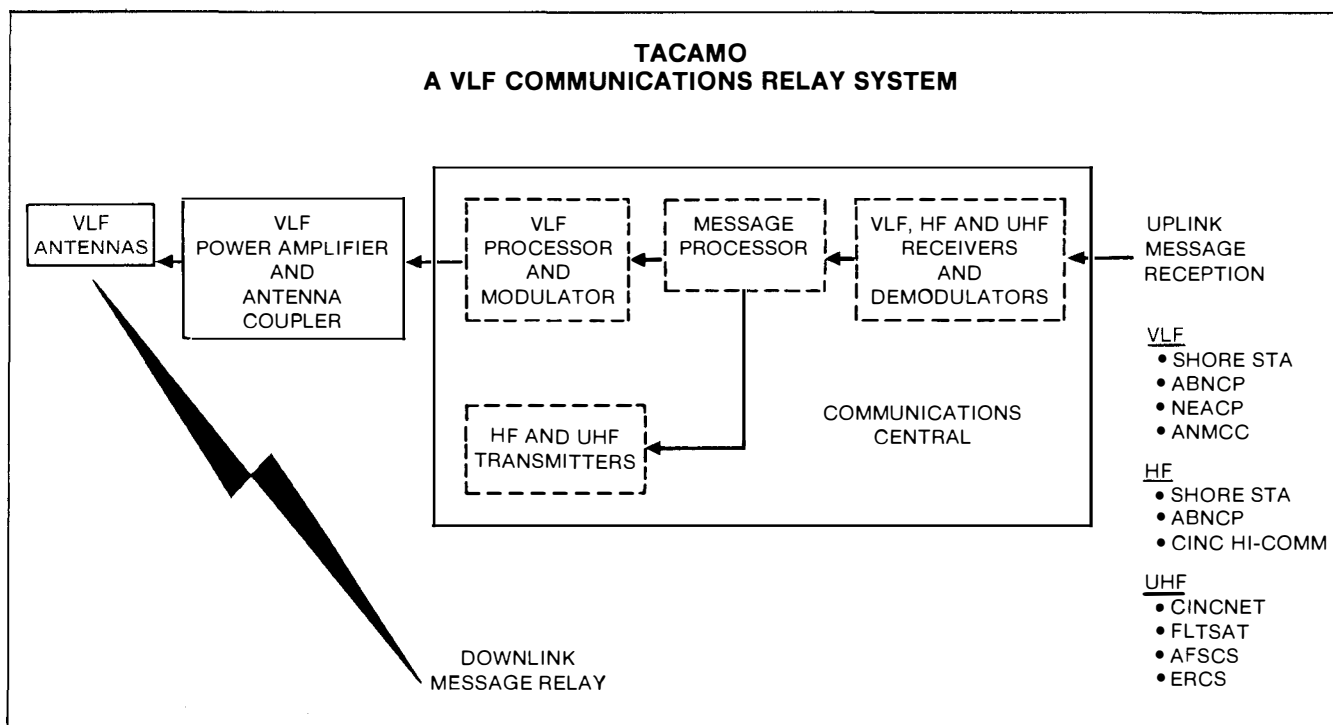 TACAMO
A VLF COMMUNICATIONS RELAY SYSTEM
VLF
ANTENNAS
VLF
POWER AMPLIFIER
AND
ANTENNA
COUPLER
VLF
PROCESSOR
AND
MODULATOR
MESSAGE
PROCESSOR
VLF, HF AND UHF
RECEIVERS
AND
DEMODULATORS
UPLINK
MESSAGE
RECEPTION
HF AND UHF
TRANSMITTERS
COMMUNICATIONS
CENTRAL
VLF
• SHORE STA
• ABNCP
• NEACP
• ANMCC
HF
• SHORE STA
• ABNCP
• CINC HI-COMM
UHF
• CINCNET
• FLTSAT
• AFSCS
• ERCS
DOWNLINK
MESSAGE RELAY